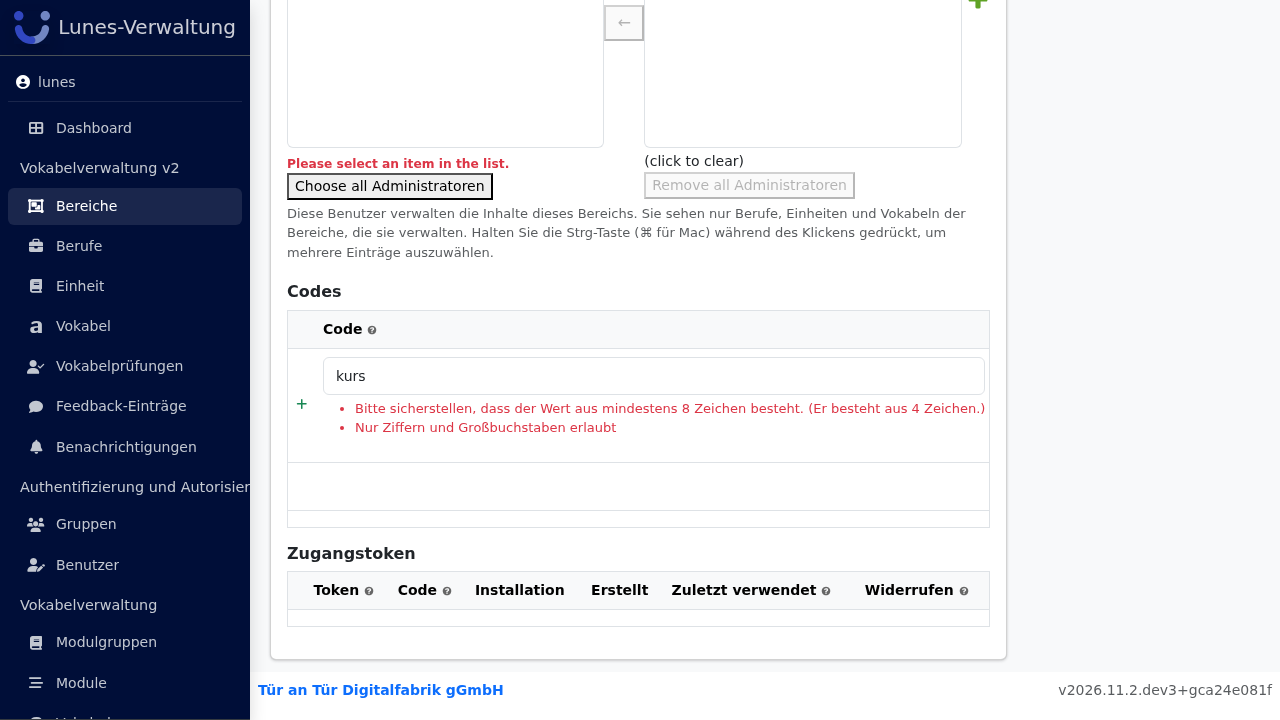 Lunes-Verwaltung
lunes
Dashboard
Vokabelverwaltung v2
Bereiche
Berufe
Einheit
Vokabel
Vokabelprüfungen
Feedback-Einträge
Benachrichtigungen
Authentifizierung und Autorisier
Gruppen
Benutzer
Vokabelverwaltung
Modulgruppen
Module
←
Please select an item in the list.
(click to clear)
Choose all Administratoren
Remove all Administratoren
Diese Benutzer verwalten die Inhalte dieses Bereichs. Sie sehen nur Berufe, Einheiten und Vokabeln der
Bereiche, die sie verwalten. Halten Sie die Strg-Taste (⌘ für Mac) während des Klickens gedrückt, um
mehrere Einträge auszuwählen.
Codes
Code
kurs
Bitte sicherstellen, dass der Wert aus mindestens 8 Zeichen besteht. (Er besteht aus 4 Zeichen.)
Nur Ziffern und Großbuchstaben erlaubt
Zugangstoken
Token Code Installation Erstellt Zuletzt verwendet Widerrufen
Tür an Tür Digitalfabrik gGmbH
v2026.11.2.dev3+gca24e081f